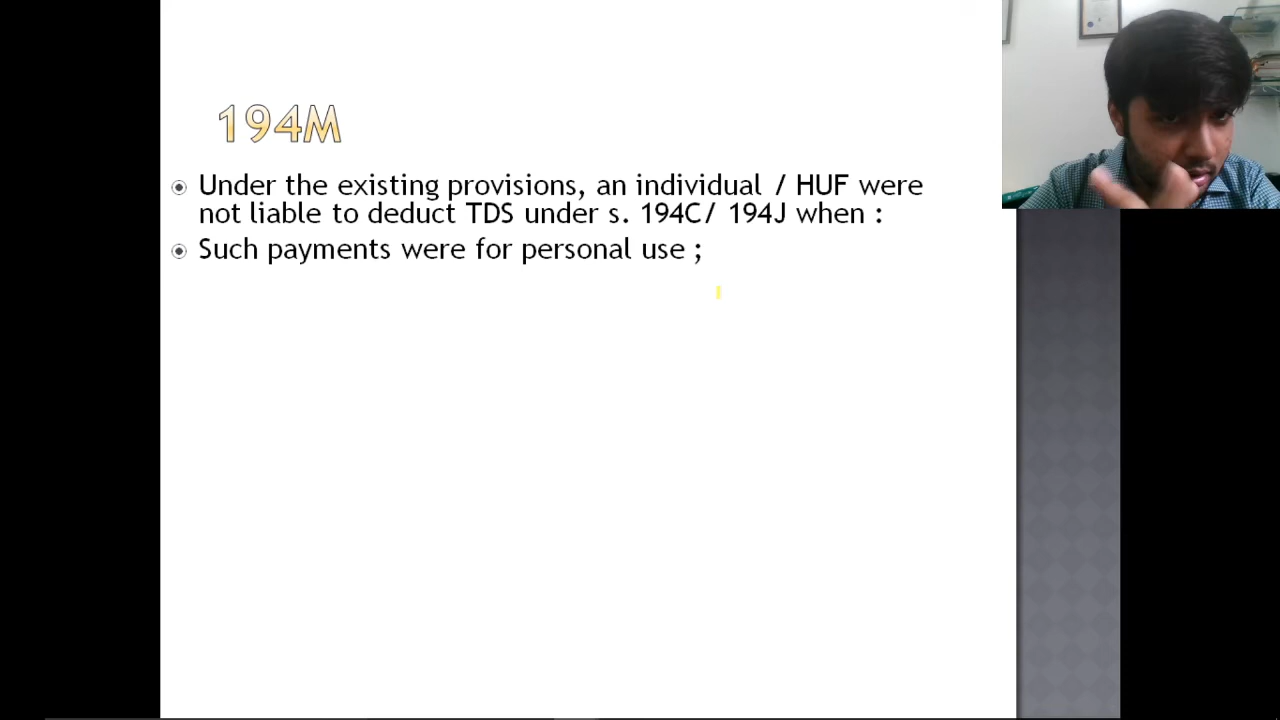 194M
Under the existing provisions, an individual / HUF were
not liable to deduct TDS under s. 194C/ 194J when :
Such payments were for personal use ;